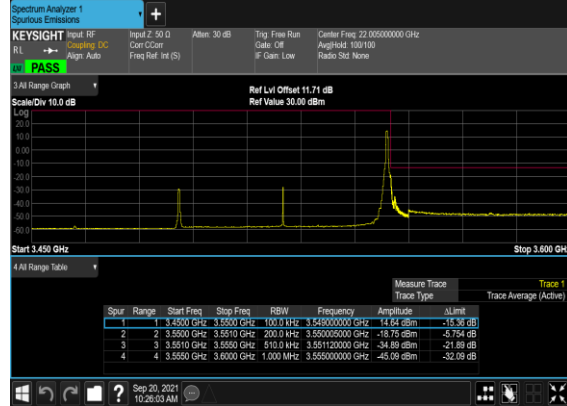 Spectrum Analyzer 1
Spurious Emissions
KEYSIGHT Input: RF Input Z: 50 Ω Atten: 30 dB Trig: Free Run Center Freq: 22.005000000 GHz
RL Coupling: DC Corr CCorr Gate: Off Avg|Hold: 100/100
Align: Auto Freq Ref: Int (S) IF Gain: Low Radio Std: None
PASS
3 All Range Graph
Ref Lvl Offset 11.71 dB
Scale/Div 10.0 dB Ref Value 30.00 dBm
Log
20.0
10.0
0.00
-10.0
-20.0
-30.0
-40.0
-50.0
-60.0
Start 3.450 GHz Stop 3.600 GHz
4 All Range Table
Measure Trace Trace 1
Trace Type Trace Average (Active)
Spur Range Start Freq Stop Freq RBW Frequency Amplitude ΔLimit
1 1 3.4500 GHz 3.5500 GHz 100.0 kHz 3.549000000 GHz 14.64 dBm -15.36 dB
2 2 3.5500 GHz 3.5510 GHz 200.0 kHz 3.550005000 GHz -18.75 dBm -5.754 dB
3 3 3.5510 GHz 3.5550 GHz 510.0 kHz 3.551120000 GHz -34.89 dBm -21.89 dB
4 4 3.5550 GHz 3.6000 GHz 1.000 MHz 3.555000000 GHz -45.09 dBm -32.09 dB
? Sep 20, 2021
10:26:03 AM